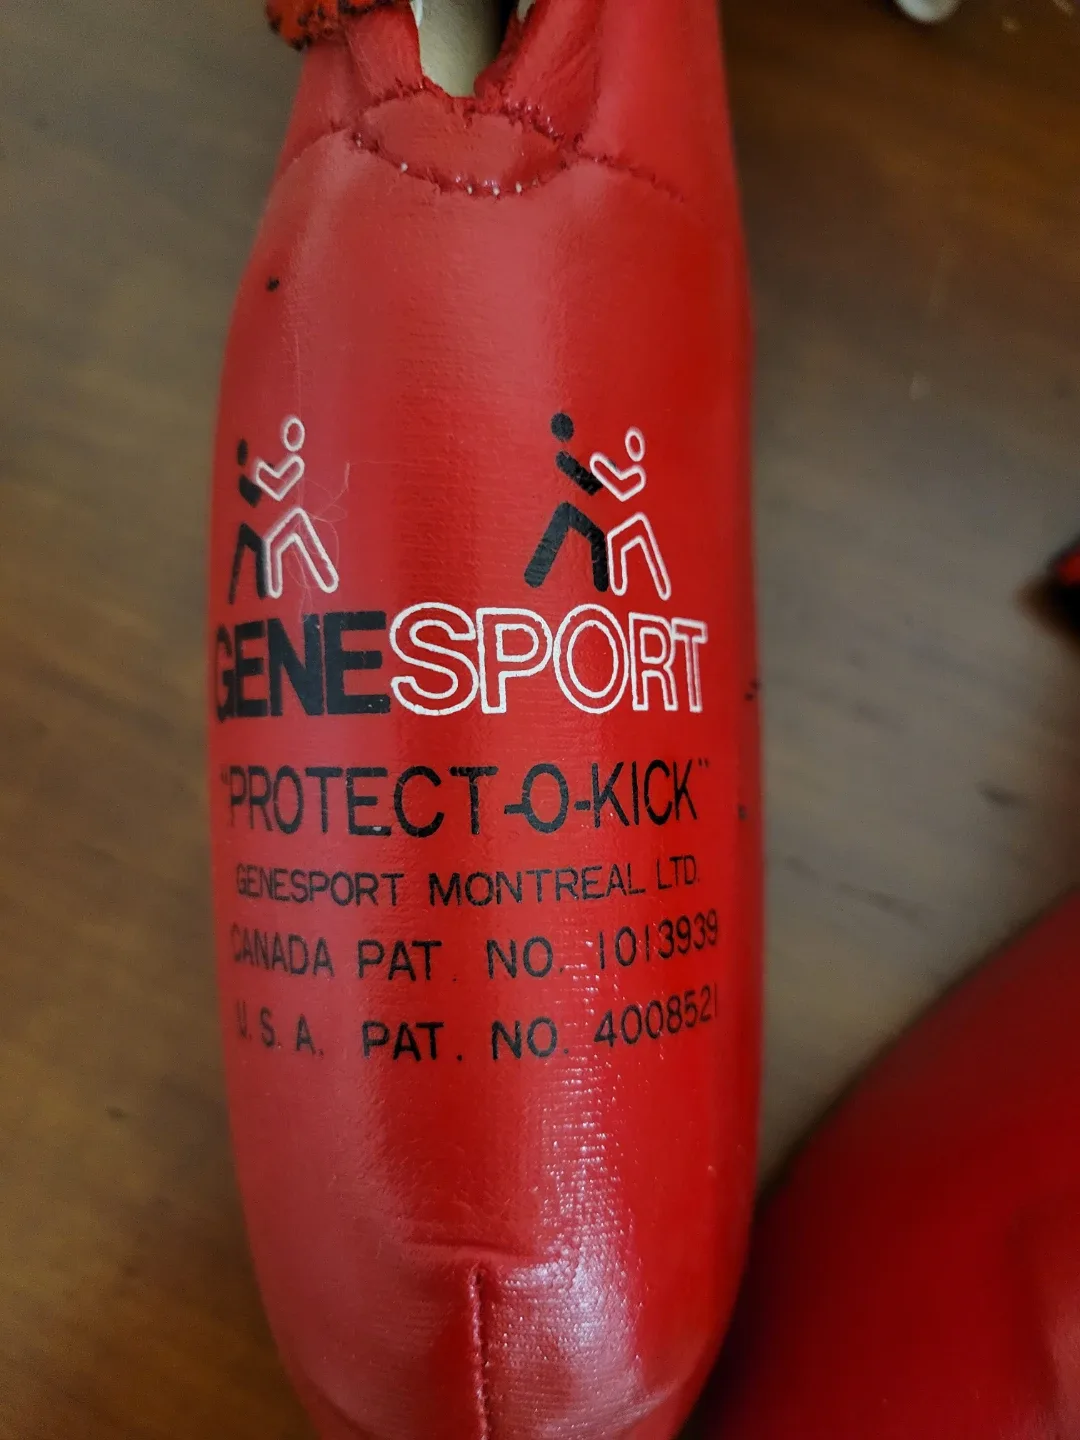 GENESPORT
"PROTECT-O-KICK"
GENESPORT MONTREAL LTD.
CANADA PAT. NO. 1013939
U.S.A. PAT. NO. 4008521